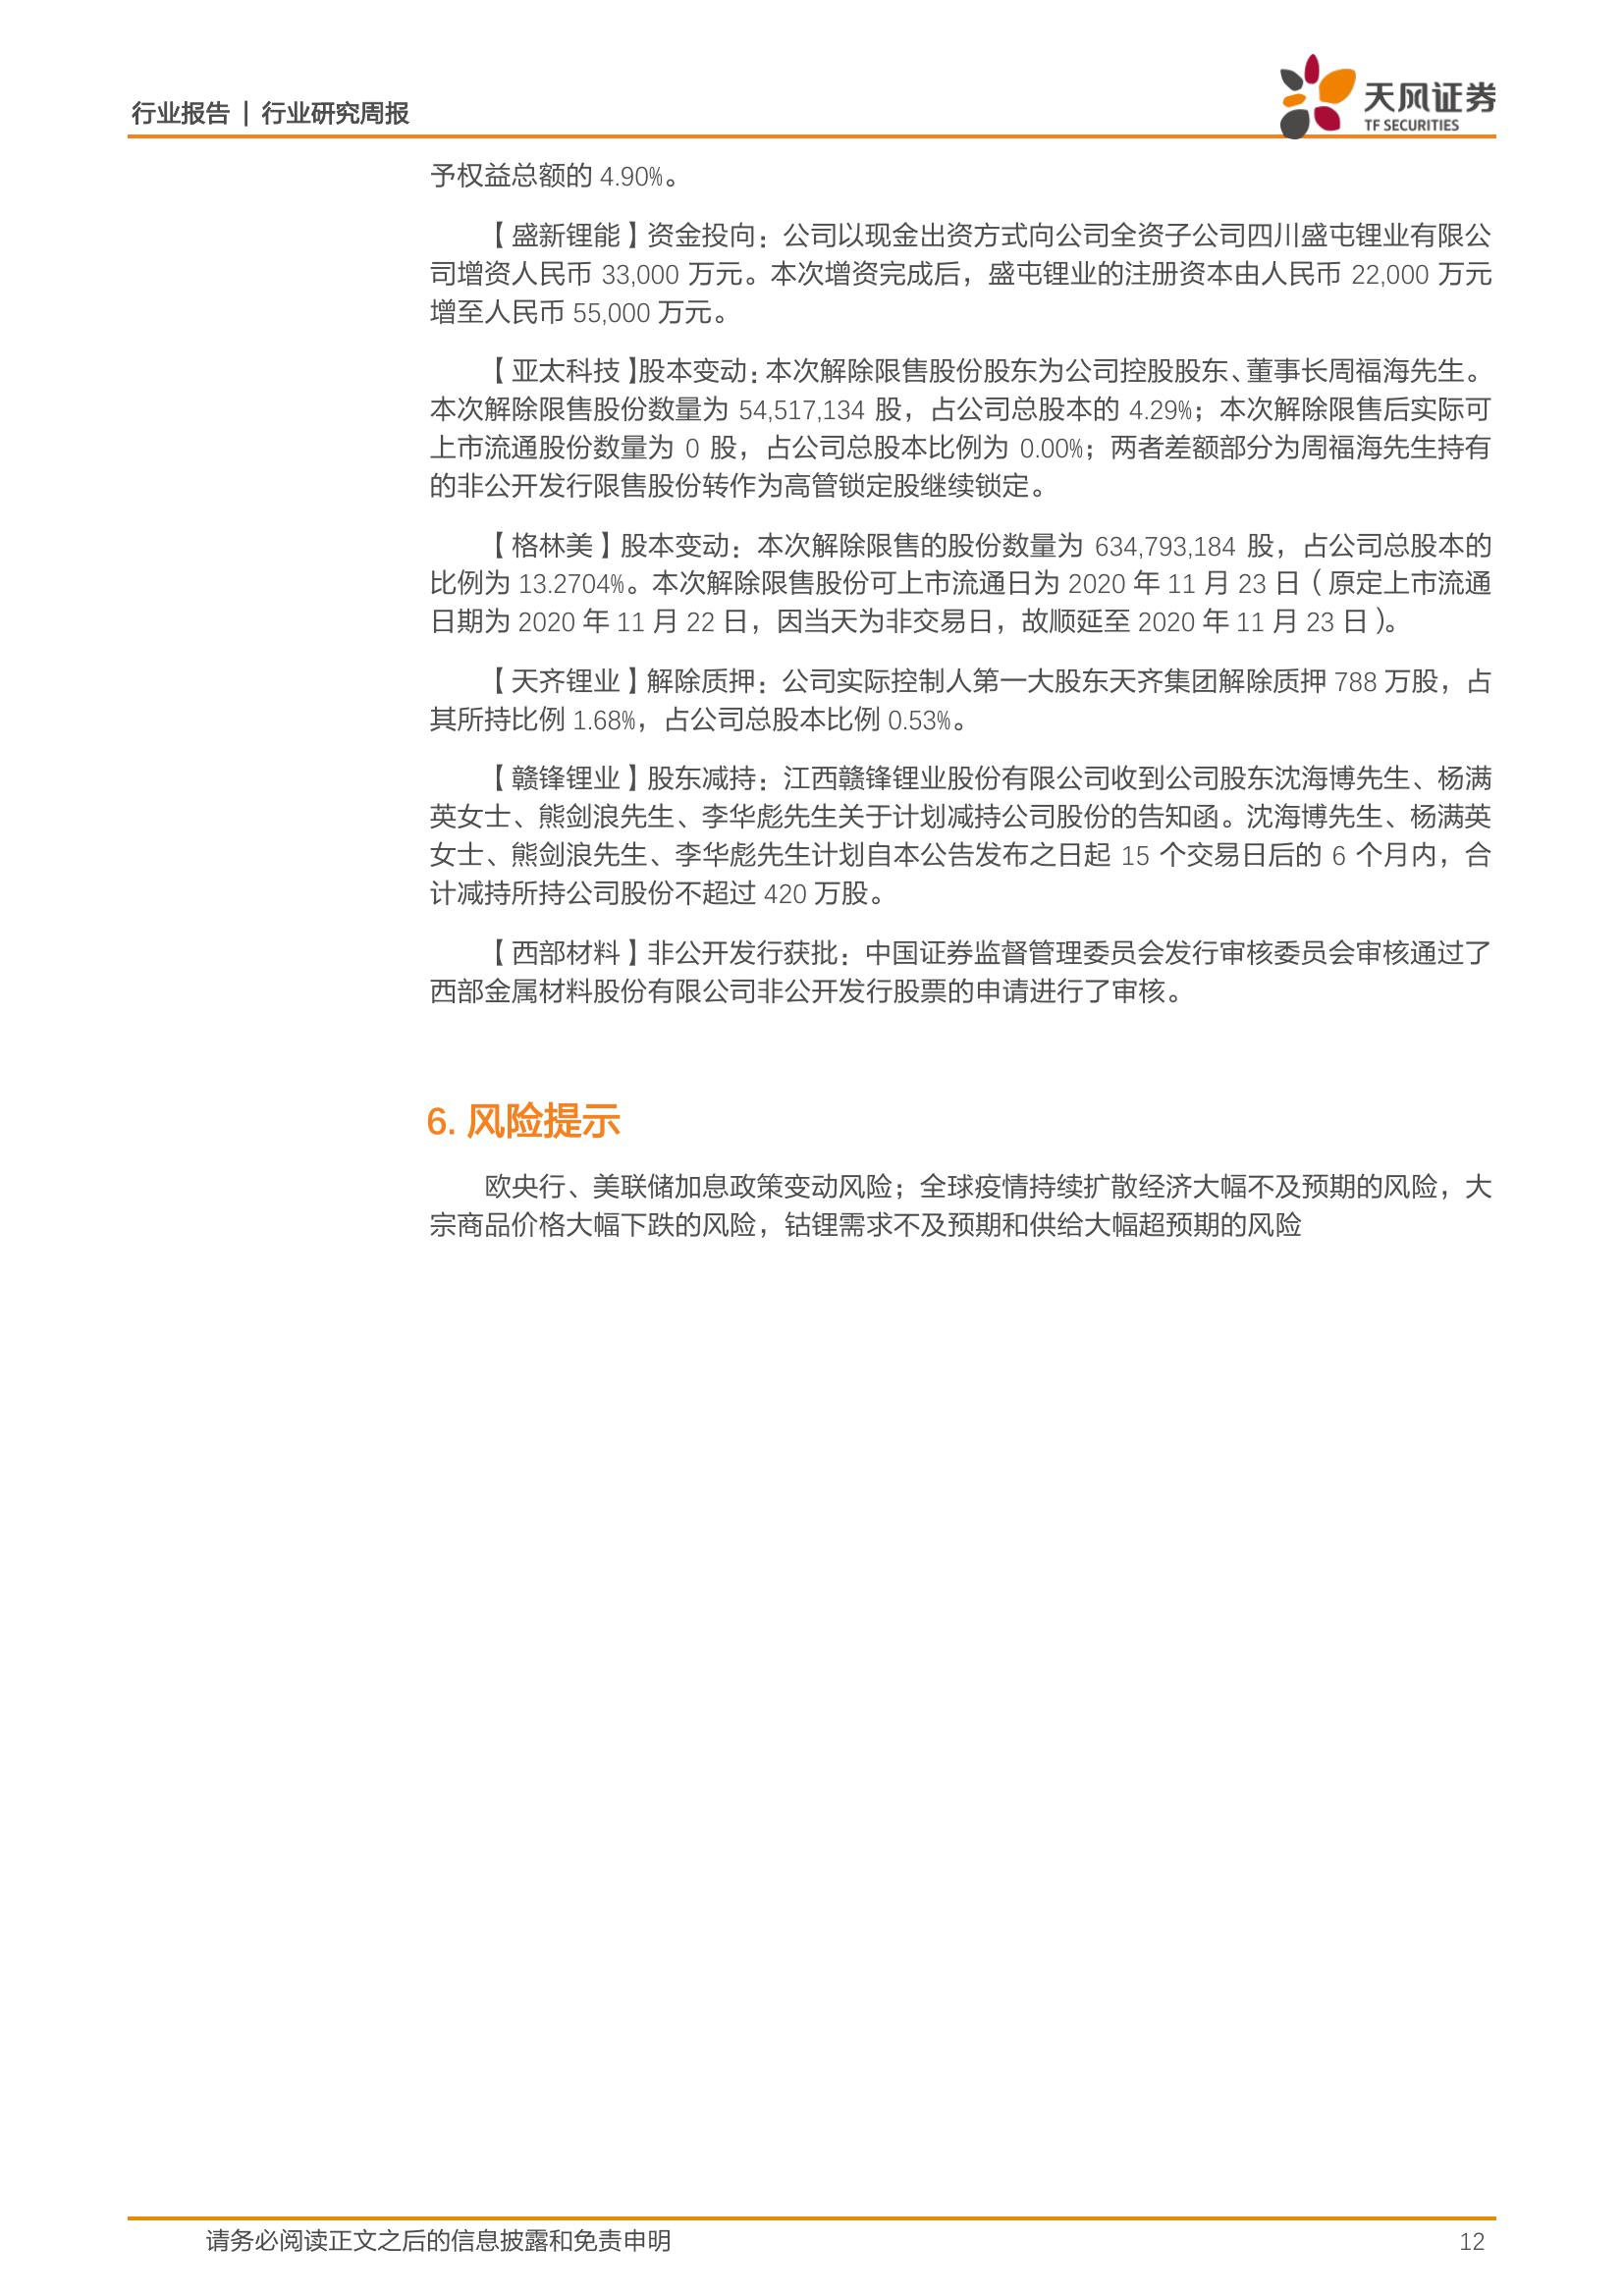 行业报告 | 行业研究周报
天风证券
TF SECURITIES
予权益总额的 4.90%。
【盛新锂能】资金投向：公司以现金出资方式向公司全资子公司四川盛屯锂业有限公
司增资人民币 33,000 万元。本次增资完成后，盛屯锂业的注册资本由人民币 22,000 万元
增至人民币 55,000 万元。
【亚太科技】股本变动：本次解除限售股份股东为公司控股股东、董事长周福海先生。
本次解除限售股份数量为 54,517,134 股，占公司总股本的 4.29%；本次解除限售后实际可
上市流通股份数量为 0 股，占公司总股本比例为 0.00%；两者差额部分为周福海先生持有
的非公开发行限售股份转作为高管锁定股继续锁定。
【格林美】股本变动：本次解除限售的股份数量为 634,793,184 股，占公司总股本的
比例为 13.2704%。本次解除限售股份可上市流通日为 2020 年 11 月 23 日（原定上市流通
日期为 2020 年 11 月 22 日，因当天为非交易日，故顺延至 2020 年 11 月 23 日）。
【天齐锂业】解除质押：公司实际控制人第一大股东天齐集团解除质押 788 万股，占
其所持比例 1.68%，占公司总股本比例 0.53%。
【赣锋锂业】股东减持：江西赣锋锂业股份有限公司收到公司股东沈海博先生、杨满
英女士、熊剑浪先生、李华彪先生关于计划减持公司股份的告知函。沈海博先生、杨满英
女士、熊剑浪先生、李华彪先生计划自本公告发布之日起 15 个交易日后的 6 个月内，合
计减持所持公司股份不超过 420 万股。
【西部材料】非公开发行获批：中国证券监督管理委员会发行审核委员会审核通过了
西部金属材料股份有限公司非公开发行股票的申请进行了审核。
6. 风险提示
欧央行、美联储加息政策变动风险；全球疫情持续扩散经济大幅不及预期的风险，大
宗商品价格大幅下跌的风险，钴锂需求不及预期和供给大幅超预期的风险
请务必阅读正文之后的信息披露和免责申明
12